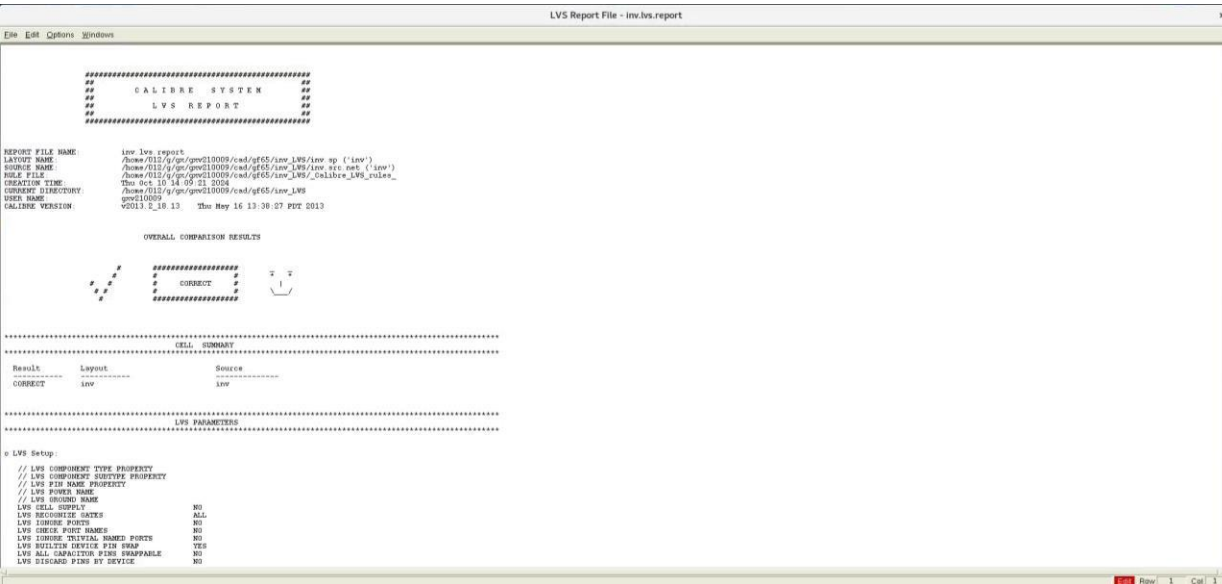 LVS Report File - inv.lvs.report
File Edit Options Windows
##################################################
## ##
## C A L I B R E   S Y S T E M ##
## ##
## L V S   R E P O R T ##
## ##
##################################################
REPORT FILE NAME: inv.lvs.report
LAYOUT NAME: /home/012/g/gx/gxv210009/cad/gf65/inv_LVS/inv.sp ('inv')
SOURCE NAME: /home/012/g/gx/gxv210009/cad/gf65/inv_LVS/inv.src.net ('inv')
RULE FILE: /home/012/g/gx/gxv210009/cad/gf65/inv_LVS/_Calibre_LVS_rules_
CREATION TIME: Thu Oct 10 14:09:21 2024
CURRENT DIRECTORY: /home/012/g/gx/gxv210009/cad/gf65/inv_LVS
USER NAME: gxv210009
CALIBRE VERSION: v2013.2_18.13 Thu May 16 13:38:27 PDT 2013
OVERALL COMPARISON RESULTS
# ################### _ _
# # # * *
# # # CORRECT # |
# # # # \___/
# ###################
**************************************************************************************************************
CELL SUMMARY
**************************************************************************************************************
Result Layout Source
----------- ----------- --------------
CORRECT inv inv
**************************************************************************************************************
LVS PARAMETERS
**************************************************************************************************************
o LVS Setup:
// LVS COMPONENT TYPE PROPERTY
// LVS COMPONENT SUBTYPE PROPERTY
// LVS PIN NAME PROPERTY
// LVS POWER NAME
// LVS GROUND NAME
LVS CELL SUPPLY NO
LVS RECOGNIZE GATES ALL
LVS IGNORE PORTS NO
LVS CHECK PORT NAMES NO
LVS IGNORE TRIVIAL NAMED PORTS NO
LVS BUILTIN DEVICE PIN SWAP YES
LVS ALL CAPACITOR PINS SWAPPABLE NO
LVS DISCARD PINS BY DEVICE NO
Edit Row 1 Col 1